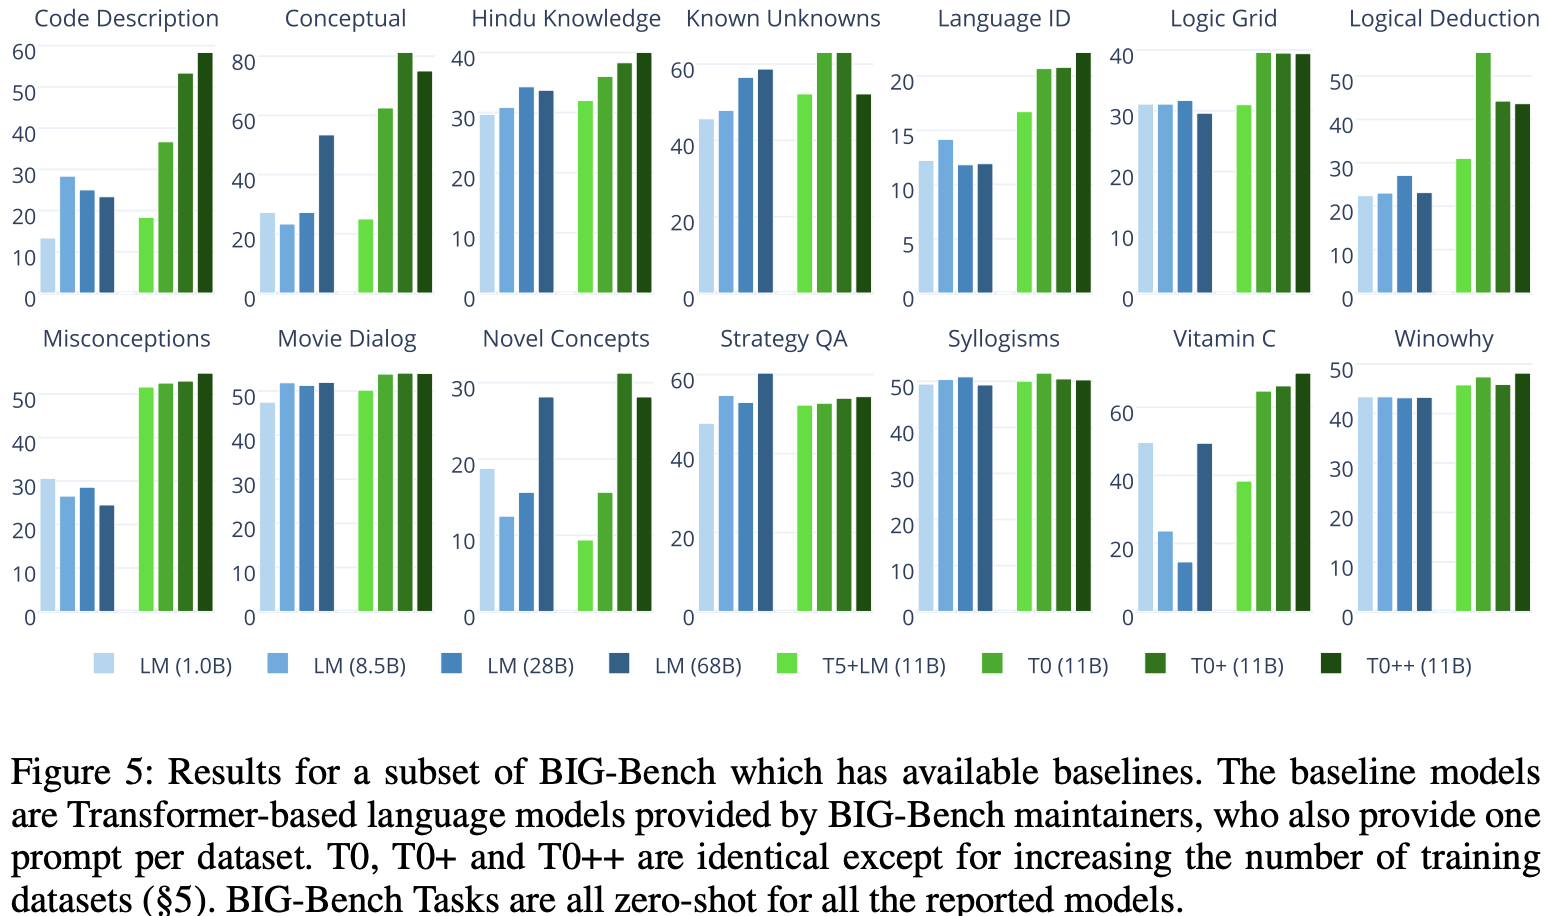 Code Description
Conceptual
Hindu Knowledge
Known Unknowns
Language ID
Logic Grid
Logical Deduction
60
50
40
30
20
10
0
80
60
40
20
0
40
30
20
10
0
60
40
20
0
20
15
10
5
0
40
30
20
10
0
50
40
30
20
10
0
Misconceptions
Movie Dialog
Novel Concepts
Strategy QA
Syllogisms
Vitamin C
Winowhy
50
40
30
20
10
0
50
40
30
20
10
0
30
20
10
0
60
40
20
0
50
40
30
20
10
0
60
40
20
0
50
40
30
20
10
0
LM (1.0B)
LM (8.5B)
LM (28B)
LM (68B)
T5+LM (11B)
T0 (11B)
T0+ (11B)
T0++ (11B)
Figure 5: Results for a subset of BIG-Bench which has available baselines. The baseline models
are Transformer-based language models provided by BIG-Bench maintainers, who also provide one
prompt per dataset. T0, T0+ and T0++ are identical except for increasing the number of training
datasets (§5). BIG-Bench Tasks are all zero-shot for all the reported models.